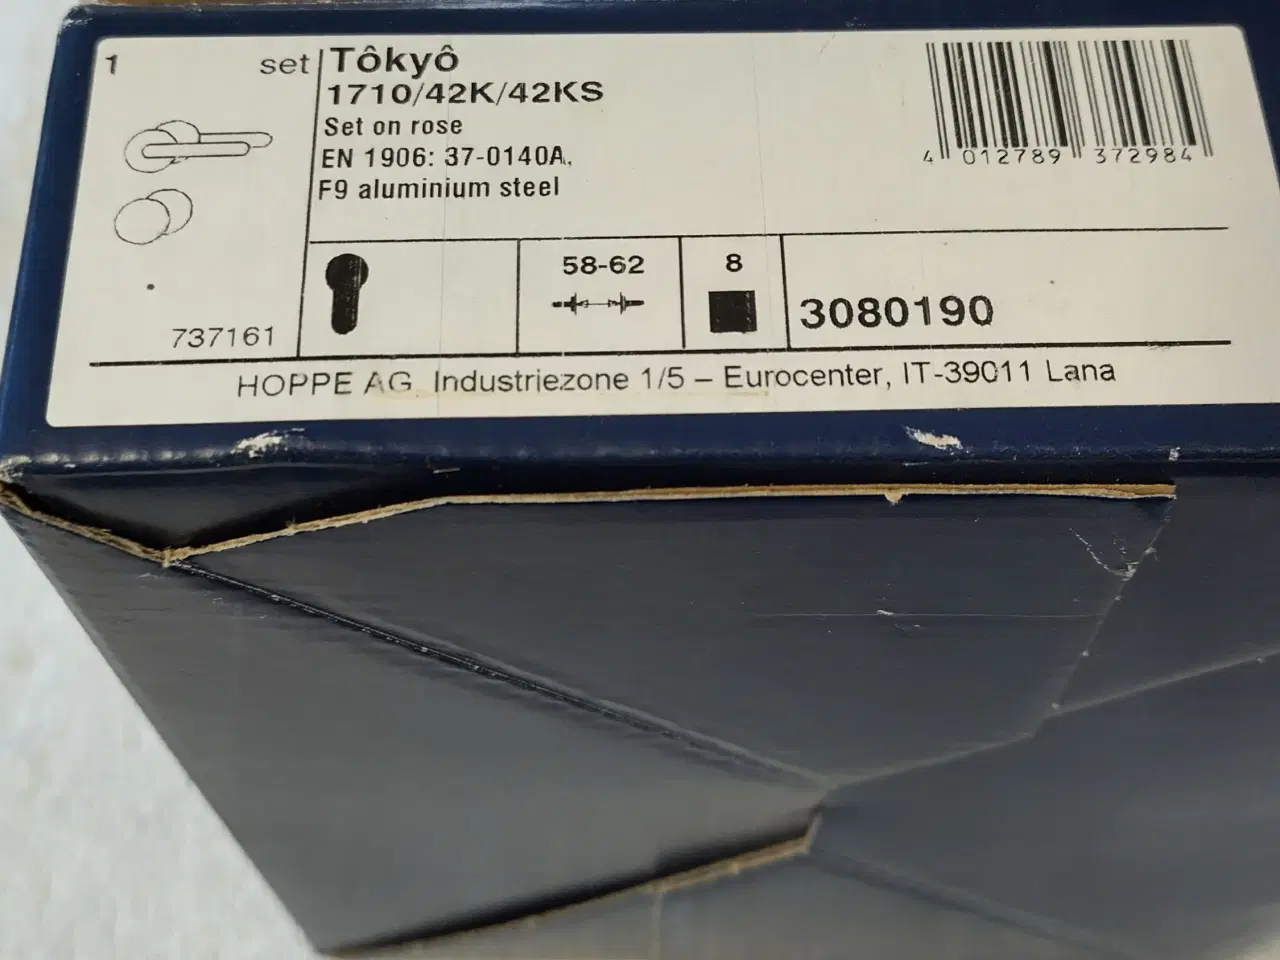 1 set
Tôkyô
1710/42K/42KS
Set on rose
EN 1906: 37-0140A,
F9 aluminium steel
4 012789 372984
737161
58-62
8
3080190
HOPPE AG, Industriezone 1/5 – Eurocenter, IT-39011 Lana